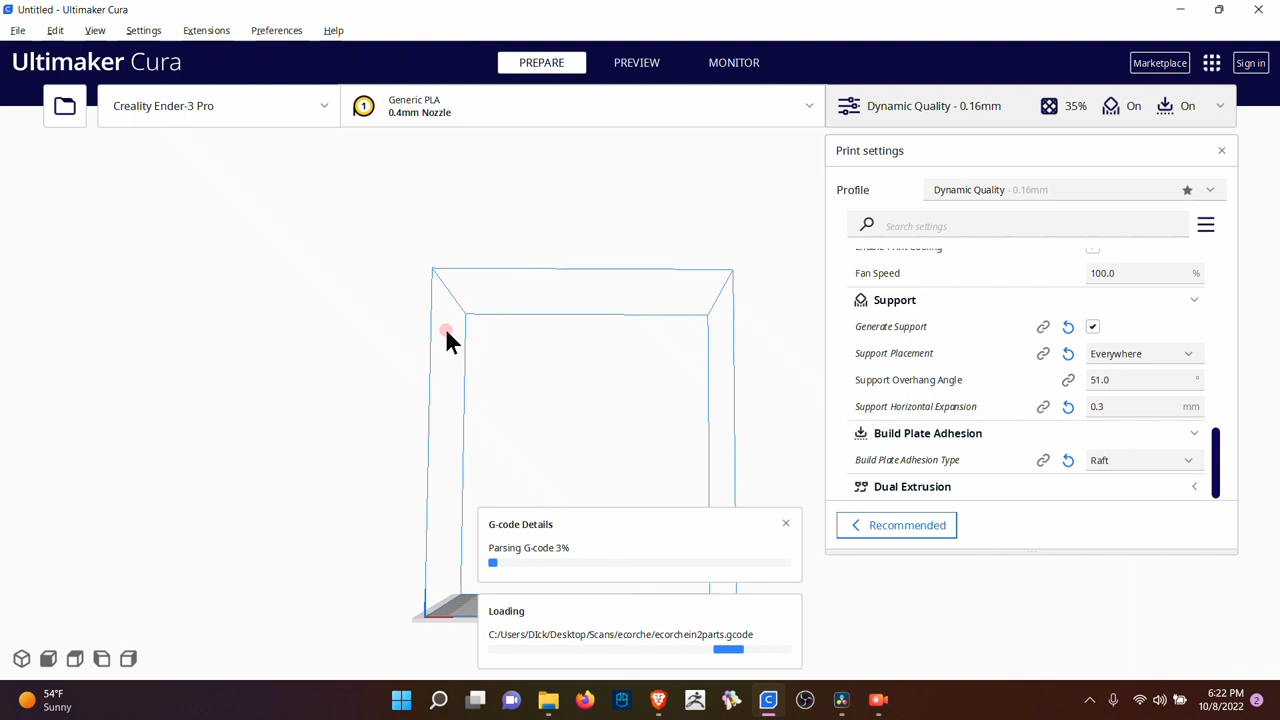 Untitled - Ultimaker Cura
File Edit View Settings Extensions Preferences Help
Ultimaker Cura
PREPARE PREVIEW MONITOR
Marketplace Sign in
Creality Ender-3 Pro
1 Generic PLA
0.4mm Nozzle
Dynamic Quality - 0.16mm 35% On On
Print settings
Profile Dynamic Quality - 0.16mm
Search settings
Enable Print Cooling
Fan Speed 100.0 %
Support
Generate Support
Support Placement Everywhere
Support Overhang Angle 51.0 °
Support Horizontal Expansion 0.3 mm
Build Plate Adhesion
Build Plate Adhesion Type Raft
Dual Extrusion
Recommended
G-code Details
Parsing G-code 3%
Loading
C:/Users/DIck/Desktop/Scans/ecorche/ecorchein2parts.gcode
54°F
Sunny
6:22 PM
10/8/2022 2